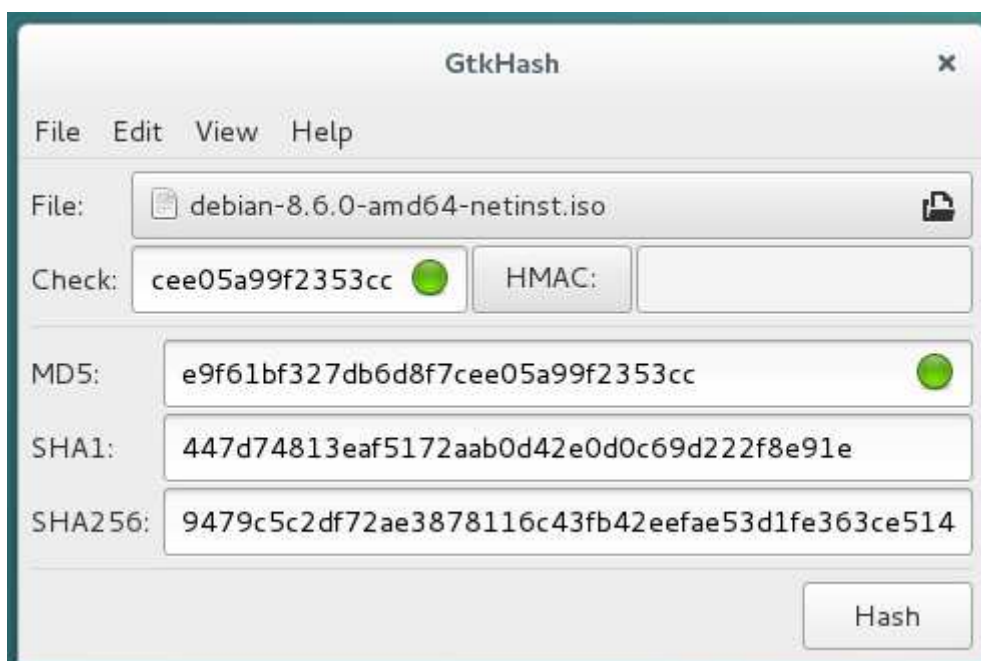 GtkHash
File Edit View Help
File: debian-8.6.0-amd64-netinst.iso
Check: cee05a99f2353cc HMAC:
MD5: e9f61bf327db6d8f7cee05a99f2353cc
SHA1: 447d74813eaf5172aab0d42e0d0c69d222f8e91e
SHA256: 9479c5c2df72ae3878116c43fb42eefae53d1fe363ce514
Hash